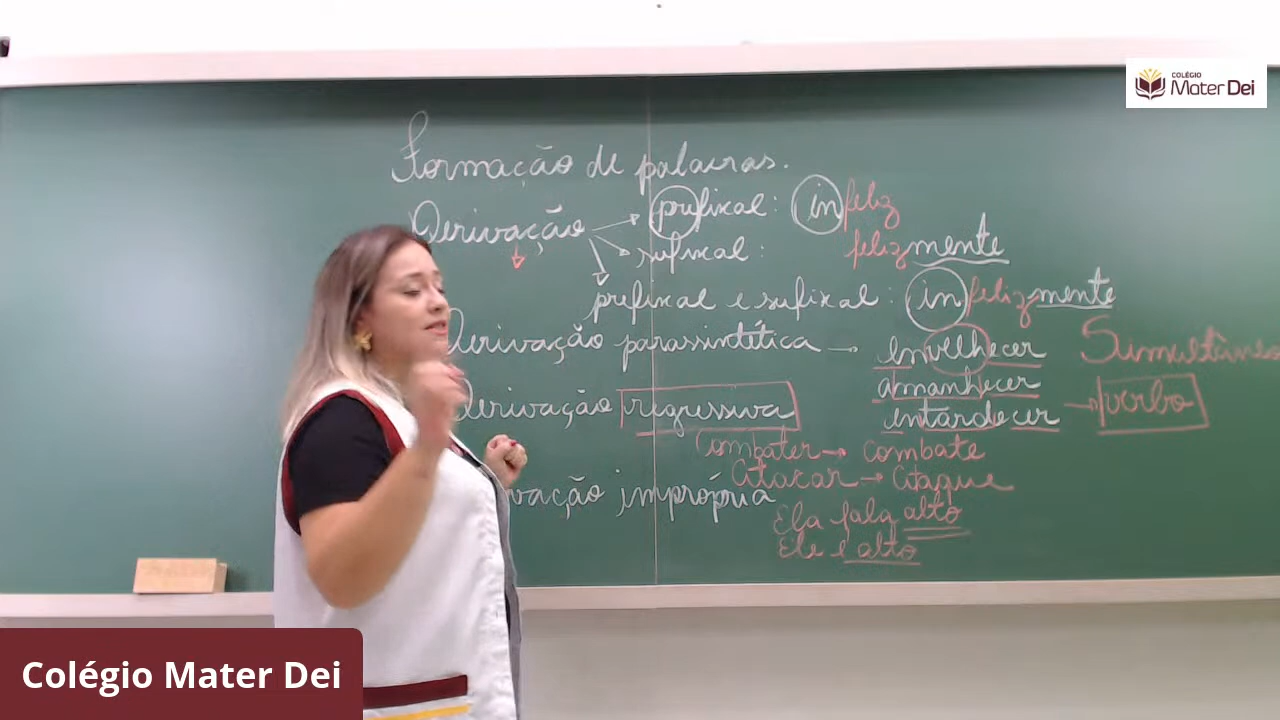 COLÉGIO
Mater Dei
Formação de palavras.
Derivação prefixal: infeliz
sufixal: felizmente
prefixal e sufixal: infelizmente
Derivação parassintética → envelhecer Simultânea
amanhecer
Derivação regressiva entardecer → verbo
Combater → combate
Atacar → Ataque
vação imprópria
Ela fala alto
Ele é alto
Colégio Mater Dei